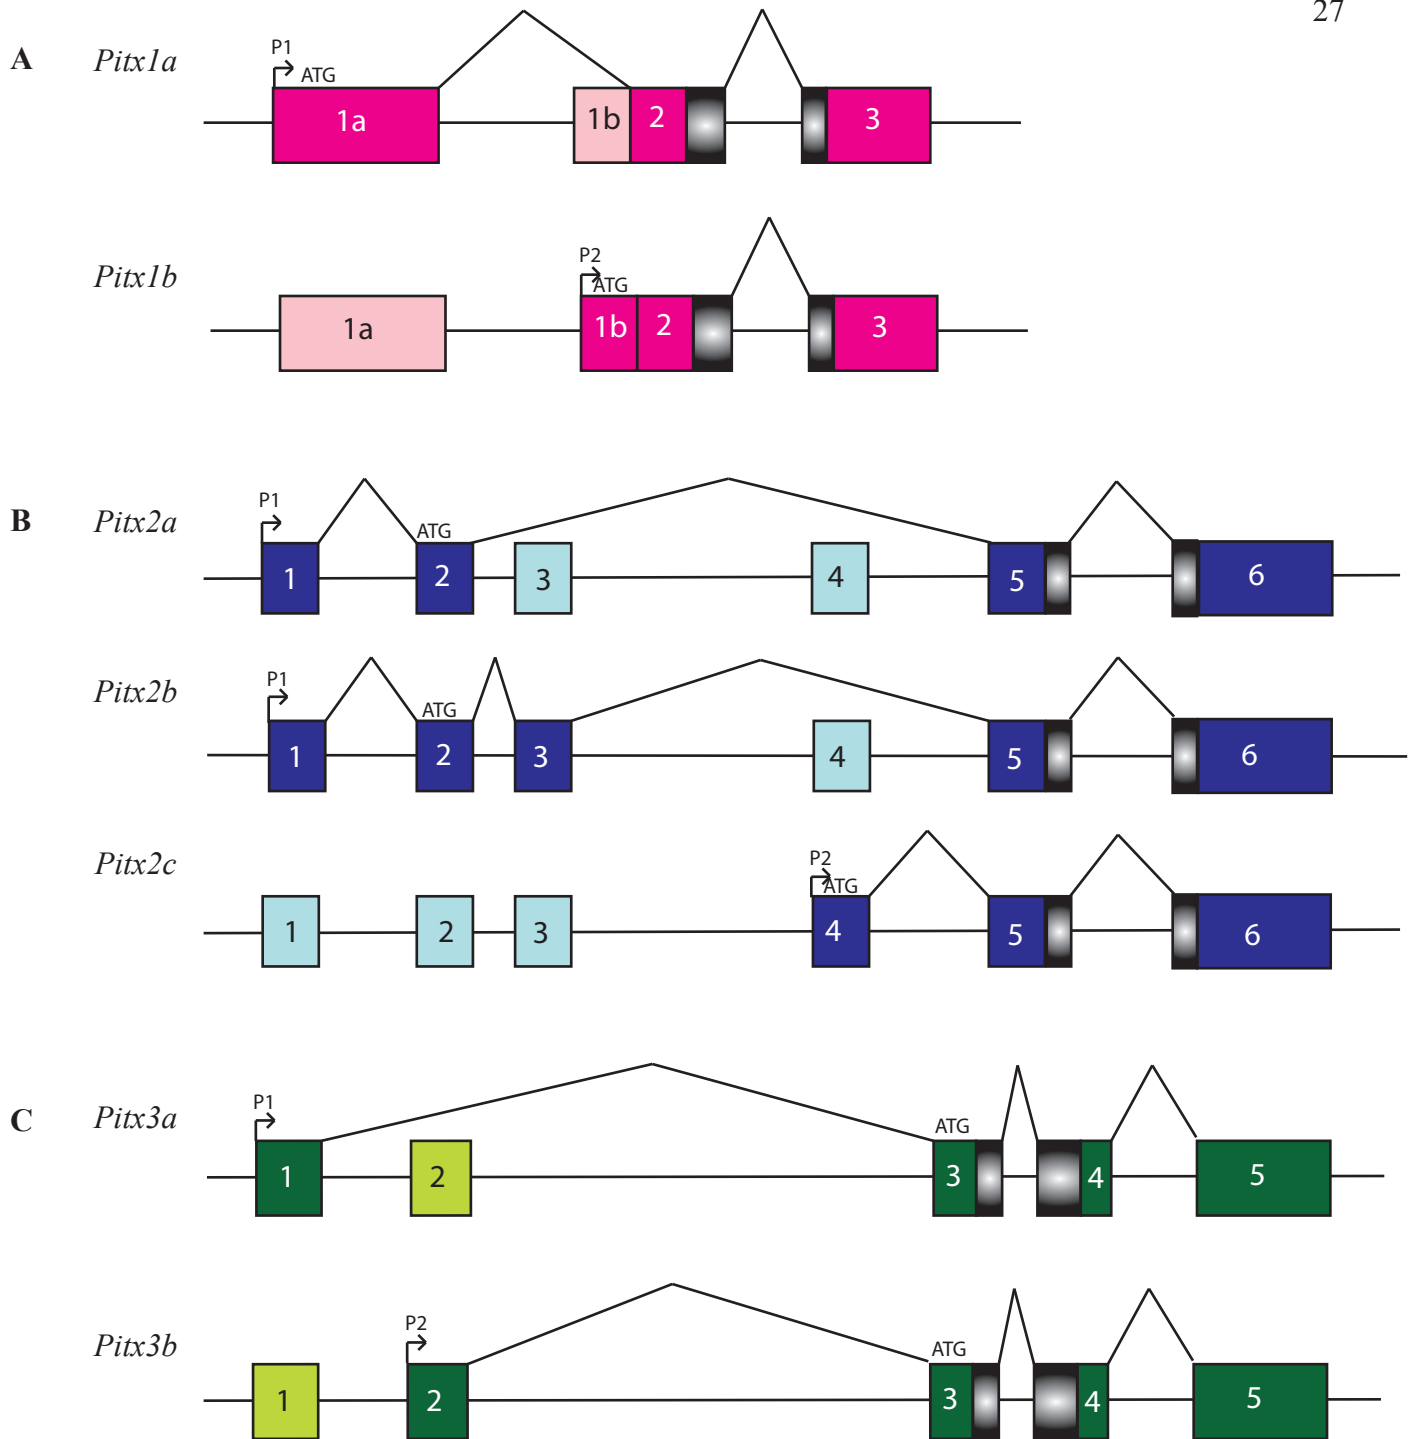 27
A Pitx1a
P1
ATG
1a 1b 2 3
Pitx1b
P2
ATG
1a 1b 2 3
B Pitx2a
P1
ATG
1 2 3 4 5 6
Pitx2b
P1
ATG
1 2 3 4 5 6
Pitx2c
P2
ATG
1 2 3 4 5 6
C Pitx3a
P1
ATG
1 2 3 4 5
Pitx3b
P2
ATG
1 2 3 4 5